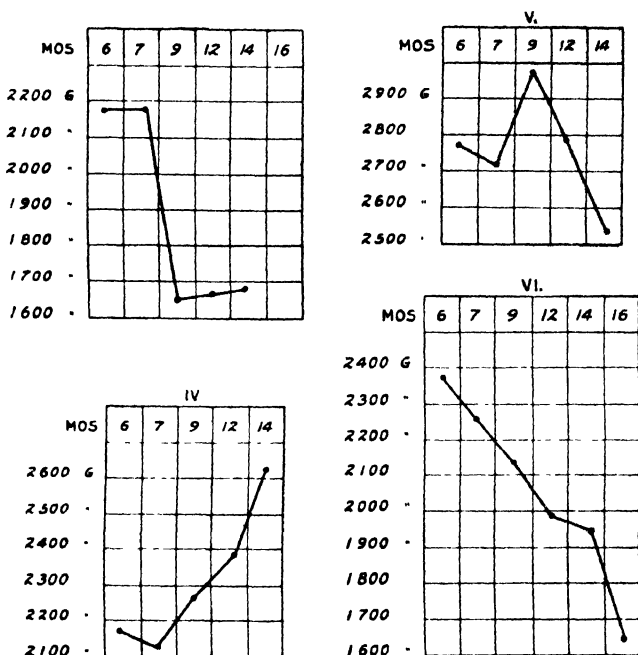 MOS 6 7 9 12 14 16
2200 G
2100 "
2000 "
1900 "
1800 "
1700 "
1600 "
IV
MOS 6 7 9 12 14
2600 G
2500 "
2400 "
2300 "
2200 "
2100 "
V.
MOS 6 7 9 12 14
2900 G
2800
2700 "
2600 "
2500 "
VI.
MOS 6 7 9 12 14 16
2400 G
2300 "
2200 "
2100
2000 "
1900 "
1800
1700 "
1600 "